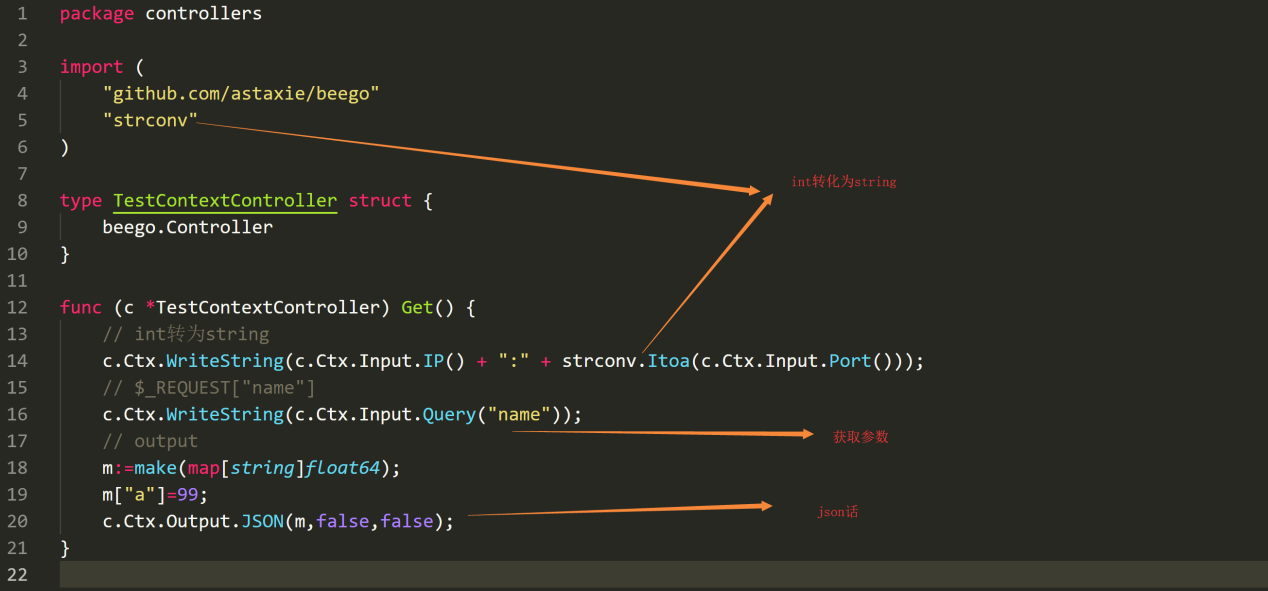 1 package controllers
2
3 import (
4 "github.com/astaxie/beego"
5 "strconv"
6 )
7
int转化为string
8 type TestContextController struct {
9 beego.Controller
10 }
11
12 func (c *TestContextController) Get() {
13 // int转为string
14 c.Ctx.WriteString(c.Ctx.Input.IP() + ":" + strconv.Itoa(c.Ctx.Input.Port()));
15 // $_REQUEST["name"]
16 c.Ctx.WriteString(c.Ctx.Input.Query("name"));
17 // output
获取参数
18 m:=make(map[string]float64);
19 m["a"]=99;
20 c.Ctx.Output.JSON(m,false,false);
json话
21 }
22